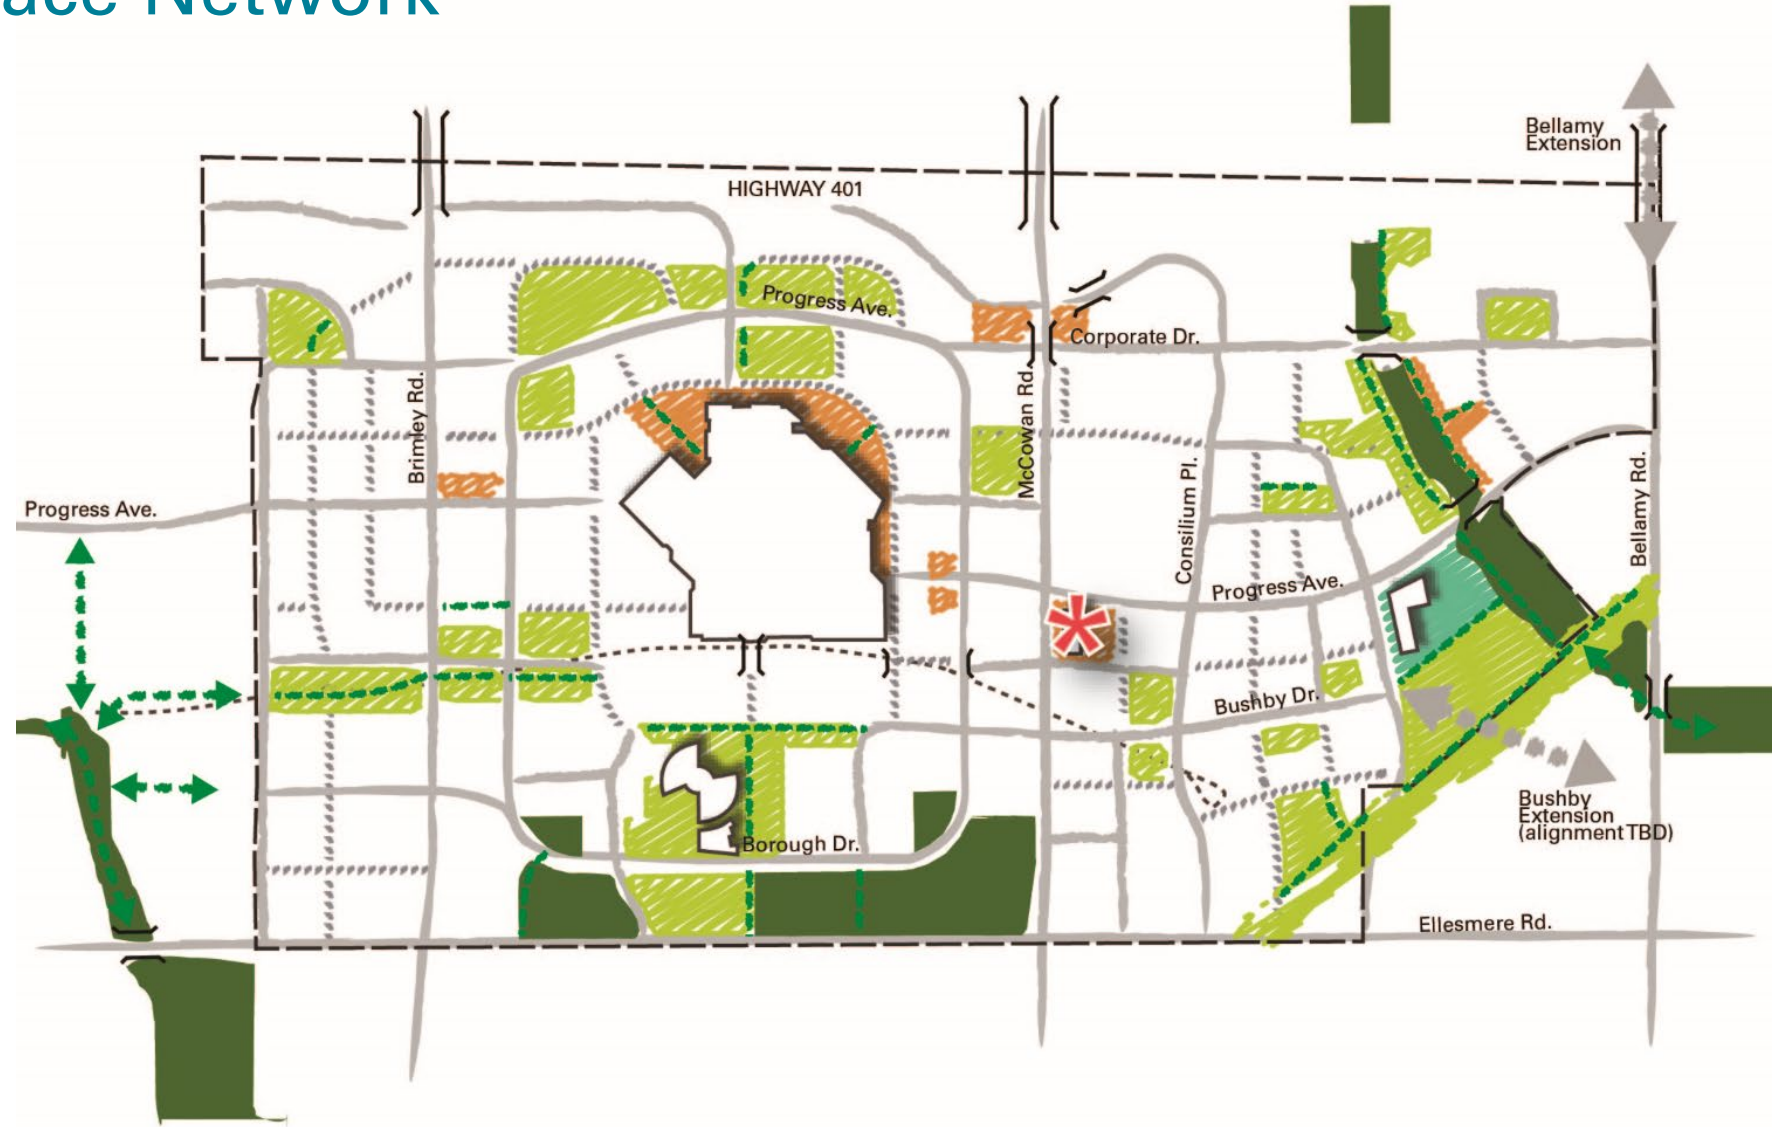 ace Network
Bellamy
Extension
HIGHWAY 401
Progress Ave.
Corporate Dr.
Brimley Rd.
McCowan Rd.
Progress Ave.
Consilium Pl.
Bellamy Rd.
Progress Ave.
Bushby Dr.
Bushby
Extension
(alignment TBD)
Borough Dr.
Ellesmere Rd.